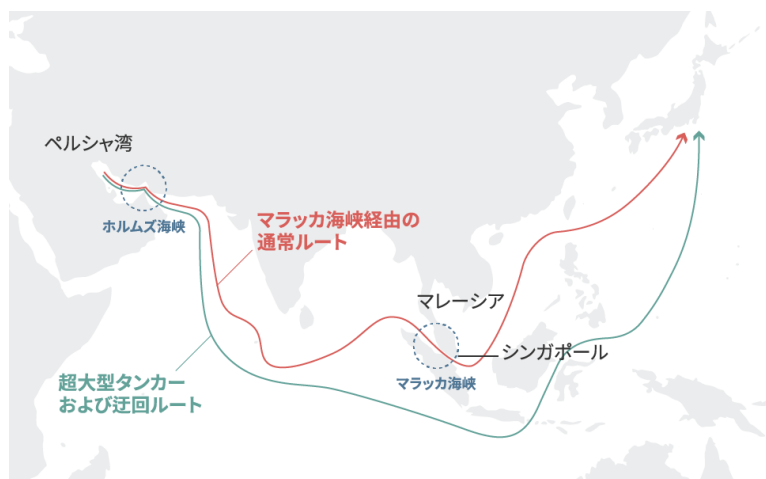 ペルシャ湾
ホルムズ海峡
マラッカ海峡経由の
通常ルート
マレーシア
シンガポール
マラッカ海峡
超大型タンカー
および迂回ルート